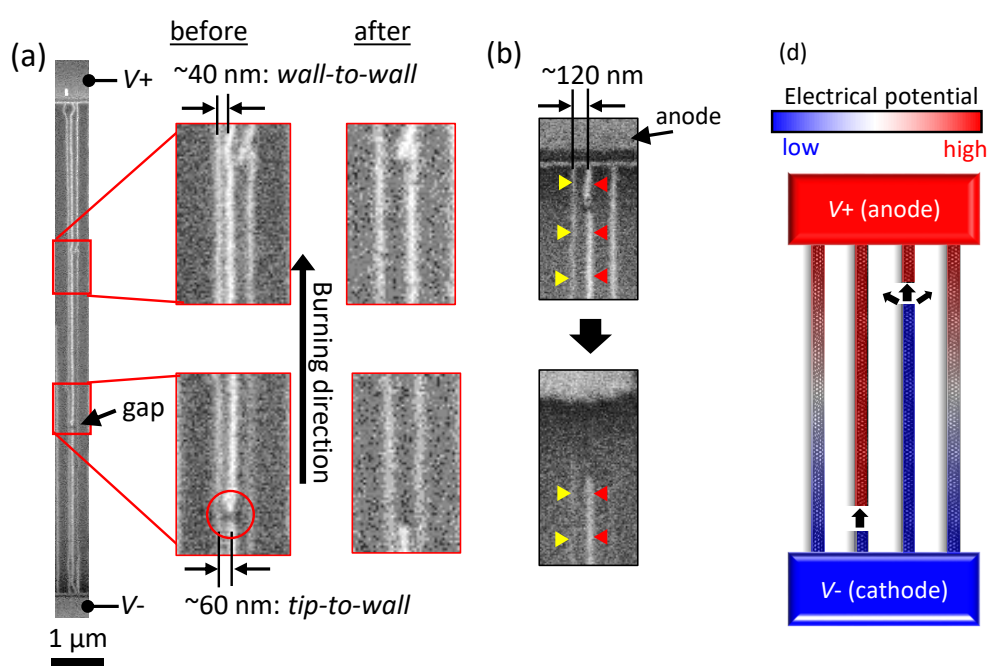 (a)
before
after
V+
~40 nm: wall-to-wall
gap
Burning direction
~60 nm: tip-to-wall
V-
1 µm
(b)
~120 nm
anode
(d)
Electrical potential
low
high
V+ (anode)
V- (cathode)